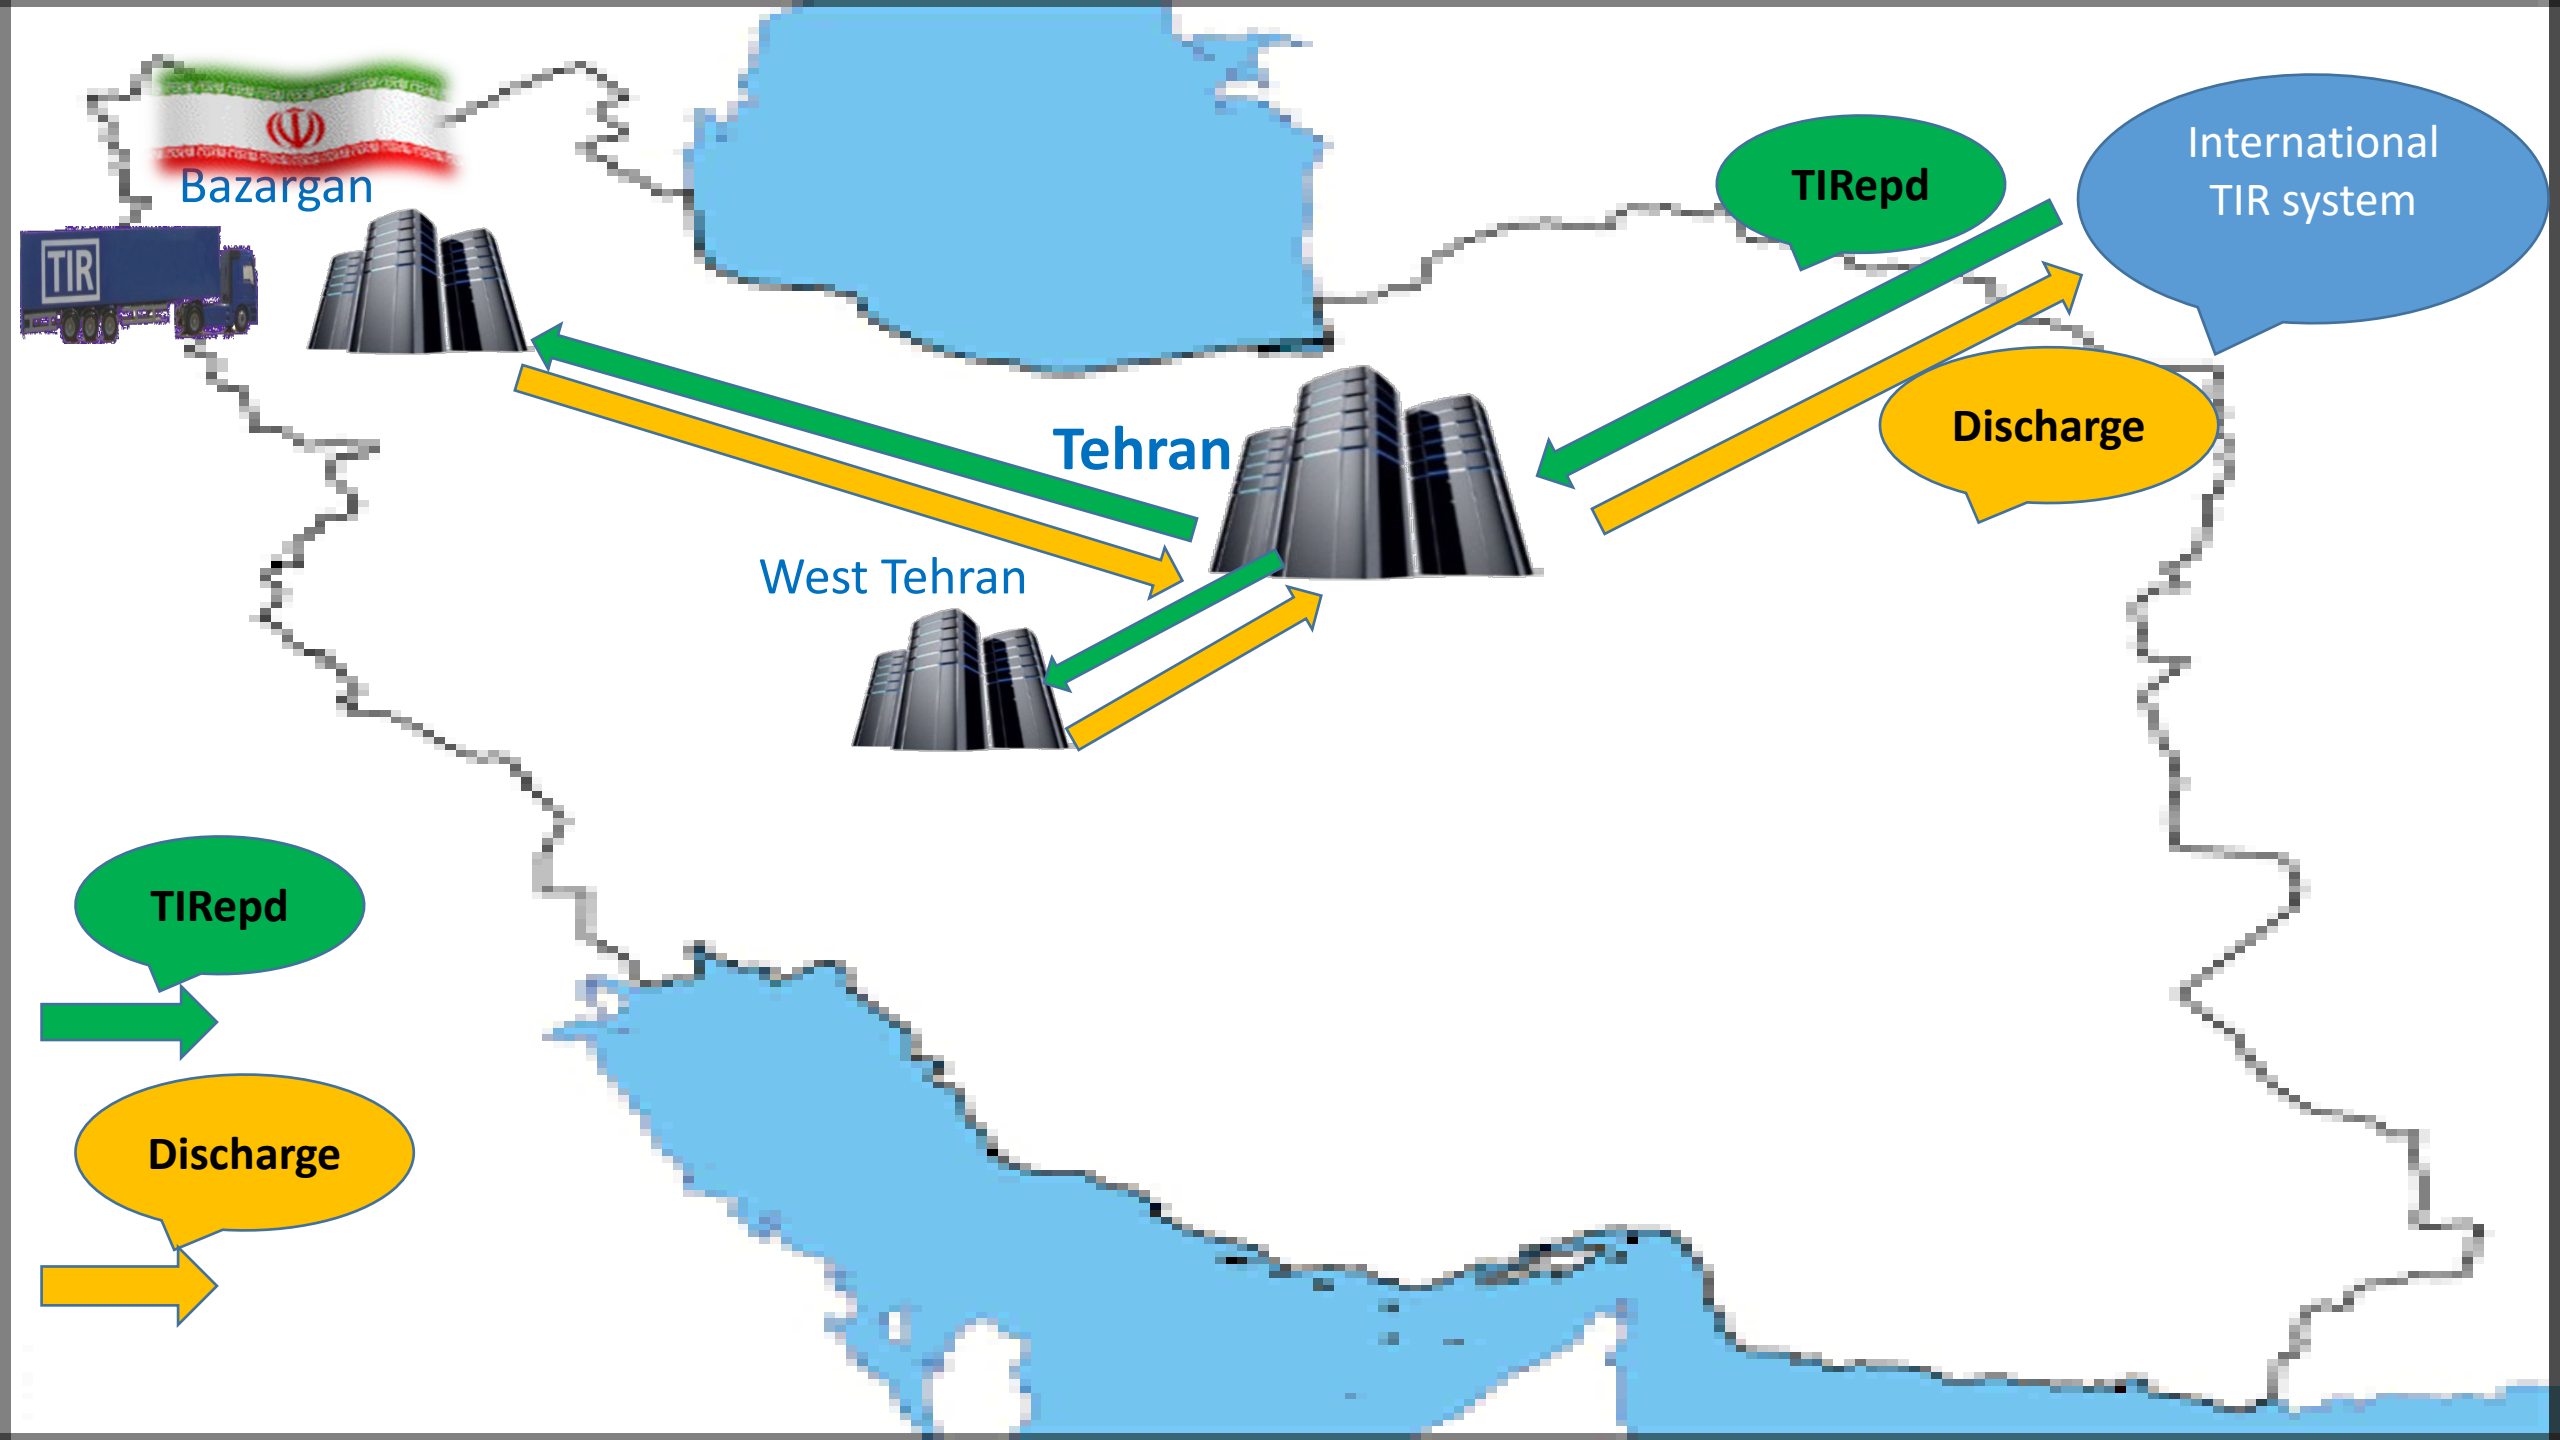 Bazargan
TIR
TIRepd
International
TIR system
Tehran
Discharge
West Tehran
TIRepd
Discharge